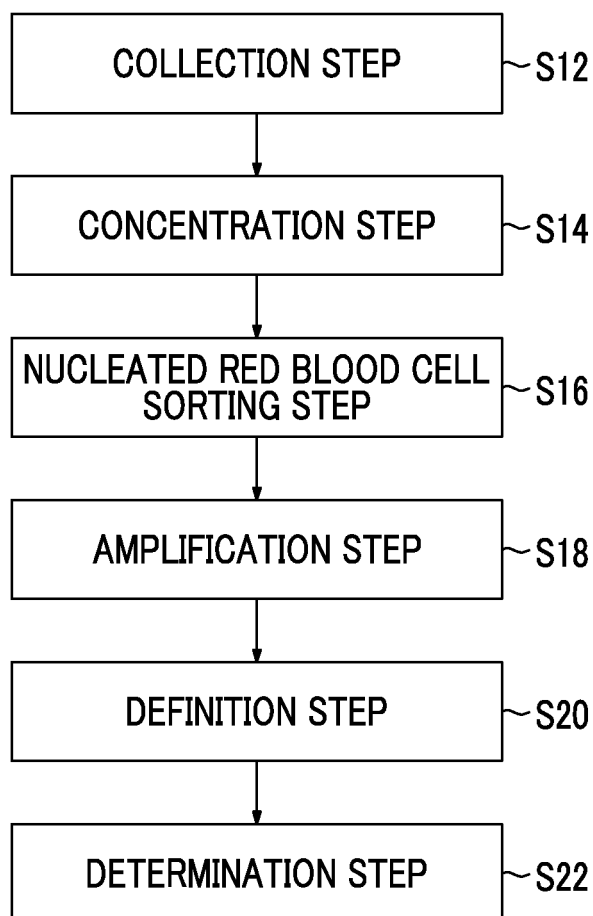 COLLECTION STEP
~S12
CONCENTRATION STEP
~S14
NUCLEATED RED BLOOD CELL
SORTING STEP
~S16
AMPLIFICATION STEP
~S18
DEFINITION STEP
~S20
DETERMINATION STEP
~S22